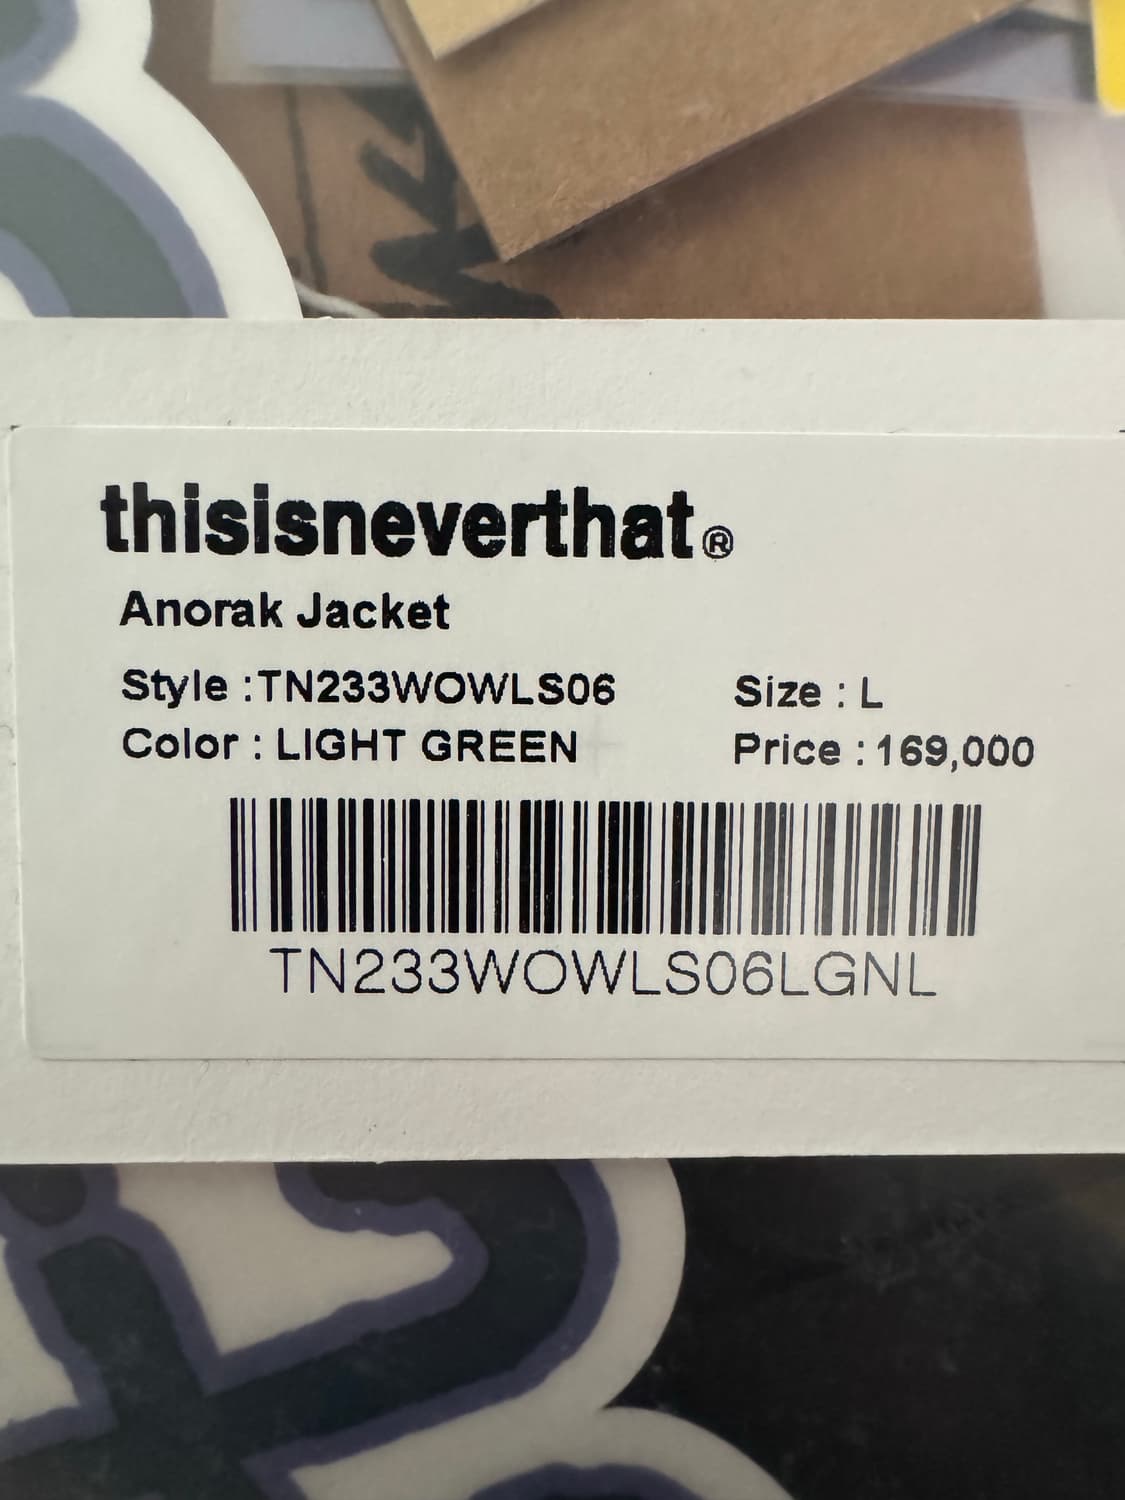 thisisneverthat®
Anorak Jacket
Style :TN233WOWLS06
Size : L
Color : LIGHT GREEN
Price :169,000
TN233WOWLS06LGNL